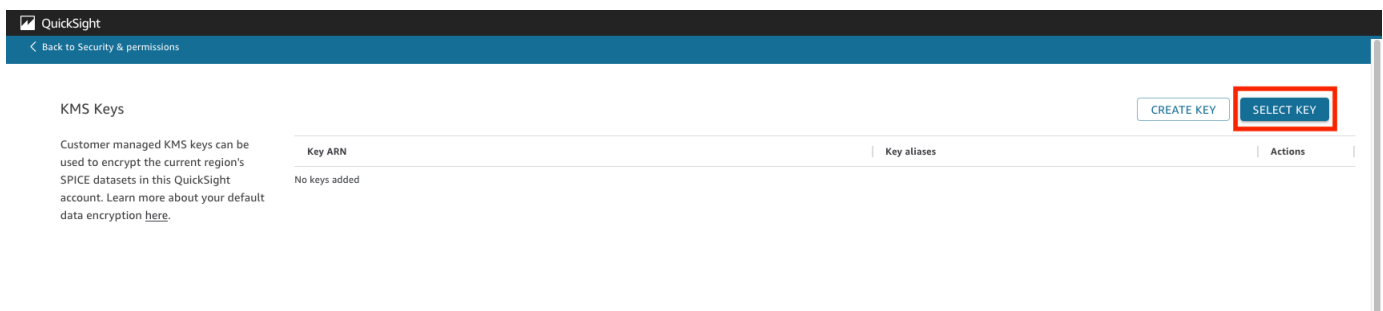 QuickSight
Back to Security & permissions
KMS Keys
CREATE KEY
SELECT KEY
Customer managed KMS keys can be
used to encrypt the current region's
SPICE datasets in this QuickSight
account. Learn more about your default
data encryption here.
Key ARN
Key aliases
Actions
No keys added